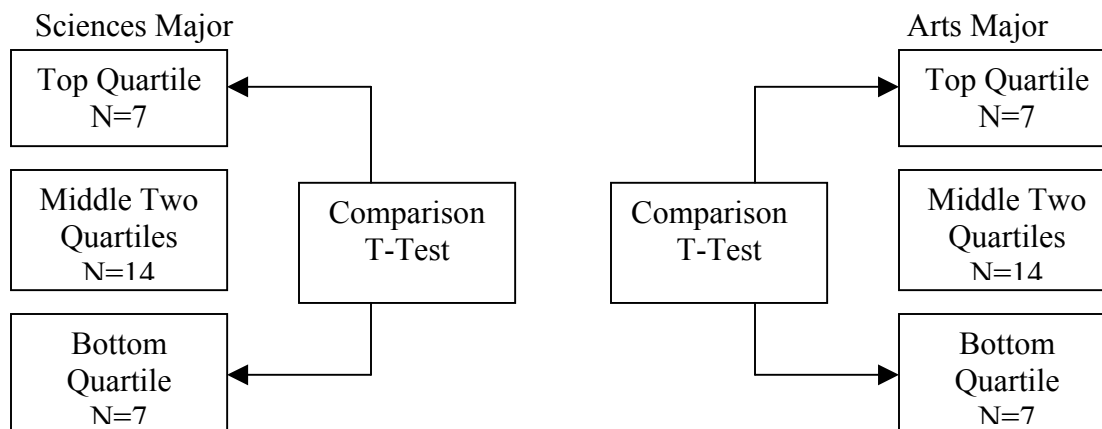 Sciences Major
Top Quartile
N=7
Middle Two
Quartiles
N=14
Bottom
Quartile
N=7
Comparison
T-Test
Arts Major
Top Quartile
N=7
Middle Two
Quartiles
N=14
Bottom
Quartile
N=7
Comparison
T-Test